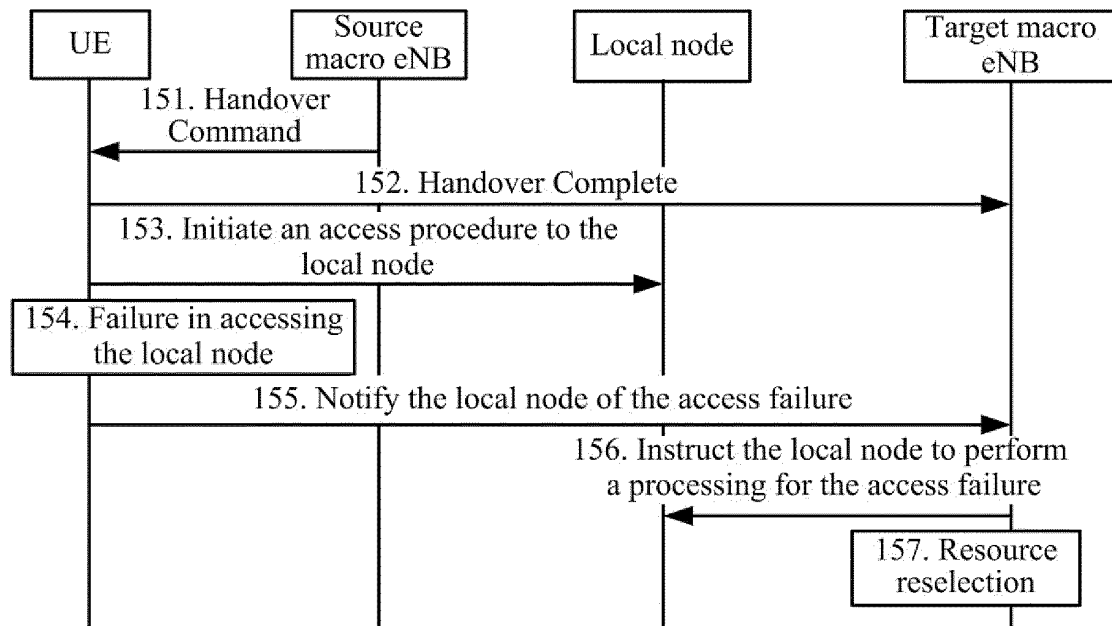 UE
Source
macro eNB
Local node
Target macro
eNB
151. Handover
Command
152. Handover Complete
153. Initiate an access procedure to the
local node
154. Failure in accessing
the local node
155. Notify the local node of the access failure
156. Instruct the local node to perform
a processing for the access failure
157. Resource
reselection